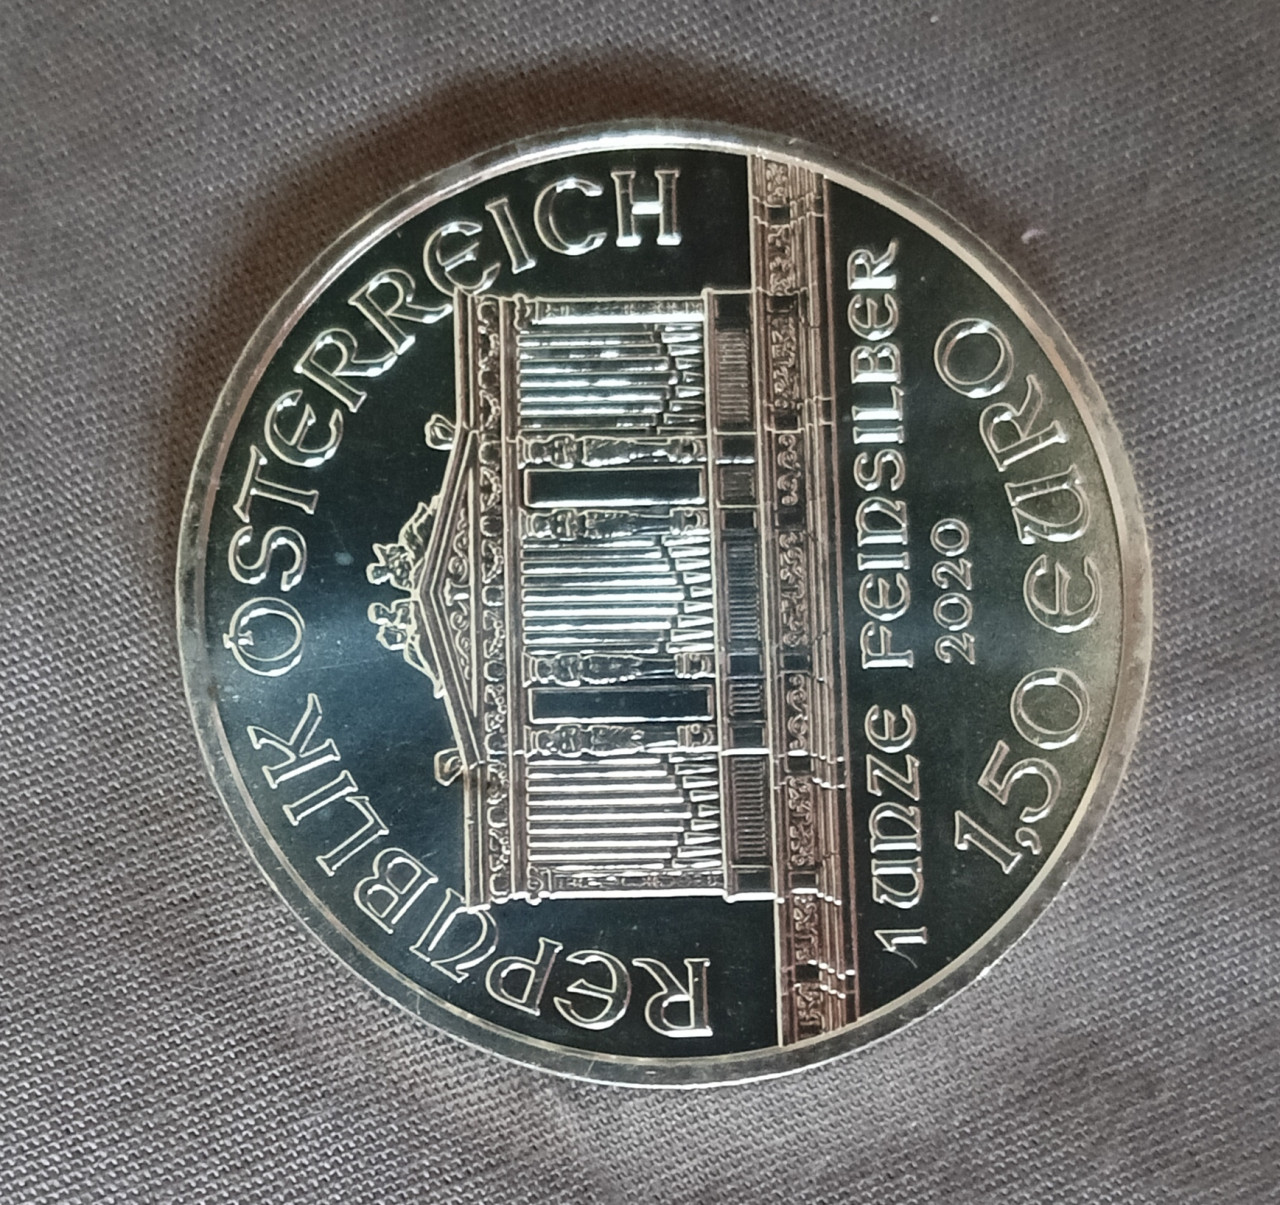 REPUBLIK ÖSTERREICH
1 UNZE FEINSILBER
2020
1,50 EURO